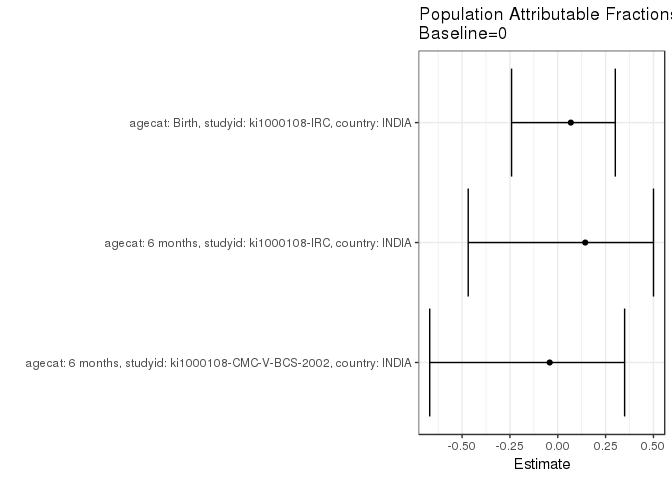 Population Attributable Fractions
Baseline=0
agecat: Birth, studyid: ki1000108-IRC, country: INDIA
agecat: 6 months, studyid: ki1000108-IRC, country: INDIA
agecat: 6 months, studyid: ki1000108-CMC-V-BCS-2002, country: INDIA
-0.50 -0.25 0.00 0.25 0.50
Estimate